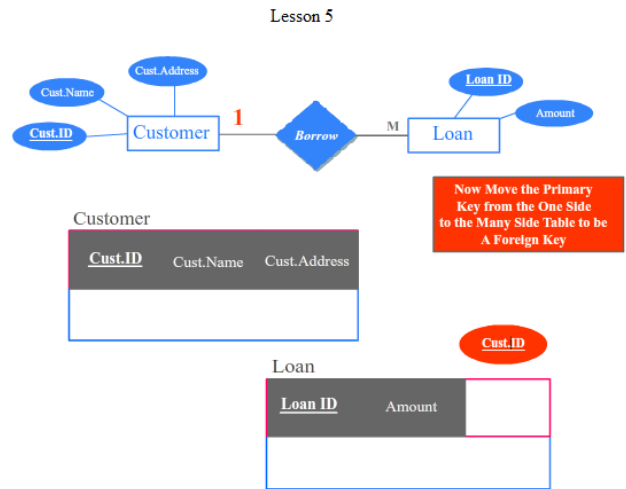 Lesson 5
Cust.Address
Cust.Name
Cust.ID
Customer
1
Borrow
M
Loan
Loan ID
Amount
Now Move the Primary
Key from the One Side
to the Many Side Table to be
A Foreign Key
Customer
Cust.ID Cust.Name Cust.Address
Cust.ID
Loan
Loan ID Amount